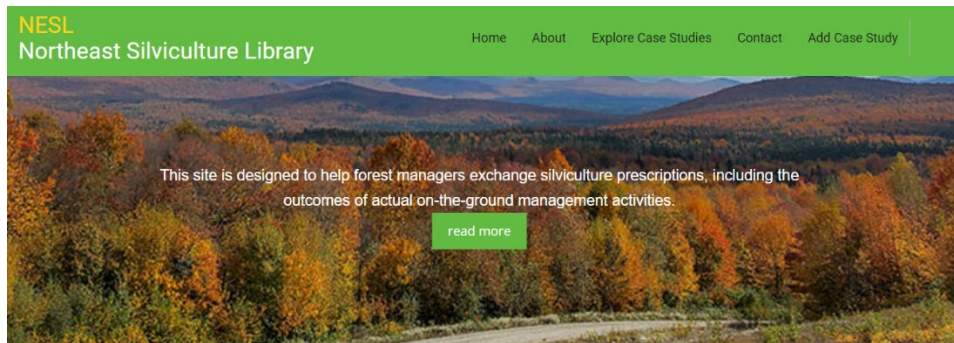 NESL
Northeast Silviculture Library
Home About Explore Case Studies Contact Add Case Study
This site is designed to help forest managers exchange silviculture prescriptions, including the
outcomes of actual on-the-ground management activities.
read more